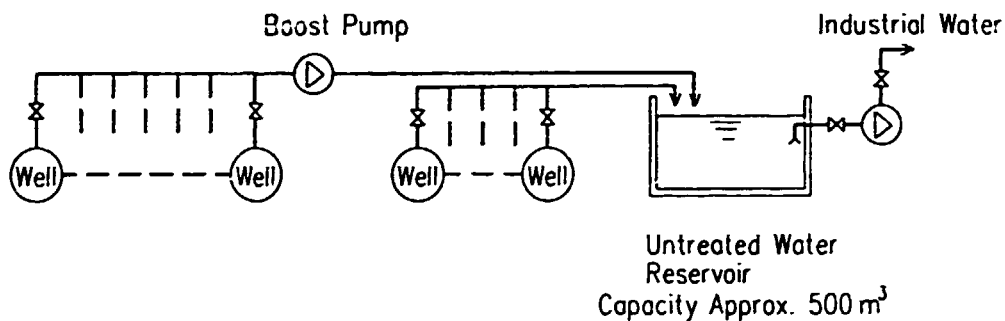 Boost Pump
Industrial Water
Well
Well
Well
Well
Untreated Water
Reservoir
Capacity Approx. 500 m³